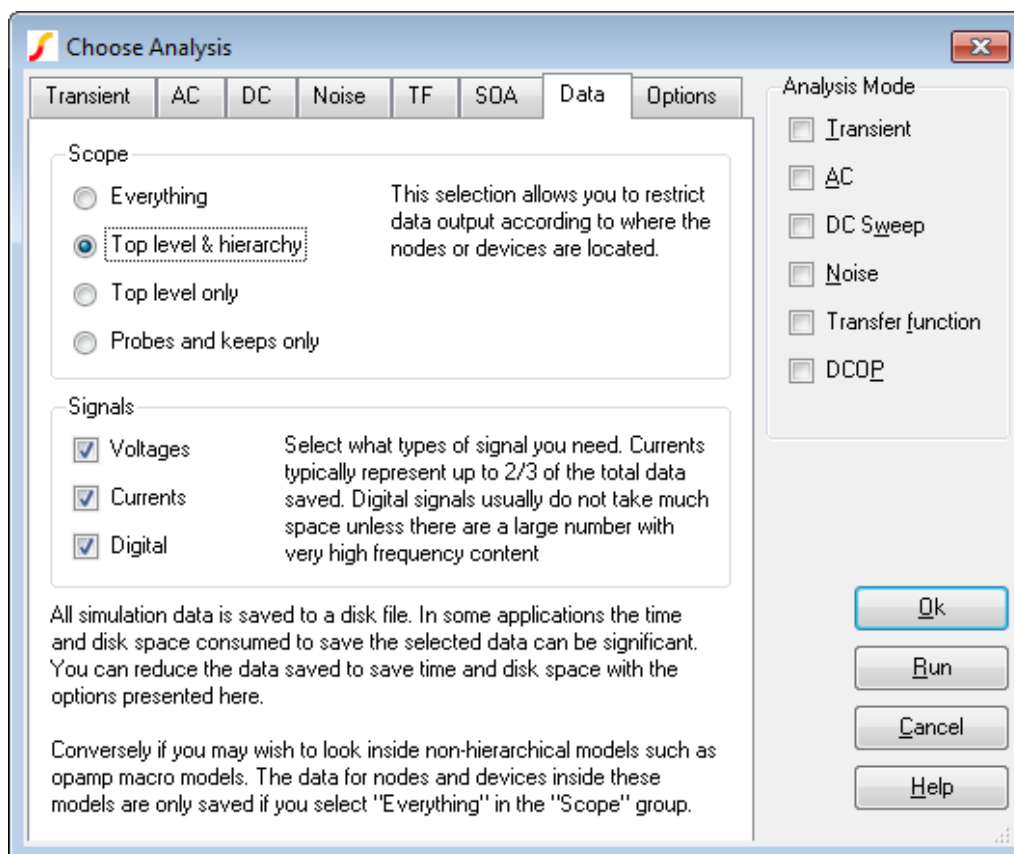 Choose Analysis
Transient
AC
DC
Noise
TF
SOA
Data
Options
Scope
Everything
Top level & hierarchy
Top level only
Probes and keeps only
This selection allows you to restrict
data output according to where the
nodes or devices are located.
Signals
Voltages
Currents
Digital
Select what types of signal you need. Currents
typically represent up to 2/3 of the total data
saved. Digital signals usually do not take much
space unless there are a large number with
very high frequency content
All simulation data is saved to a disk file. In some applications the time
and disk space consumed to save the selected data can be significant.
You can reduce the data saved to save time and disk space with the
options presented here.
Conversely if you may wish to look inside non-hierarchical models such as
opamp macro models. The data for nodes and devices inside these
models are only saved if you select "Everything" in the "Scope" group.
Analysis Mode
Transient
AC
DC Sweep
Noise
Transfer function
DCOP
Ok
Run
Cancel
Help